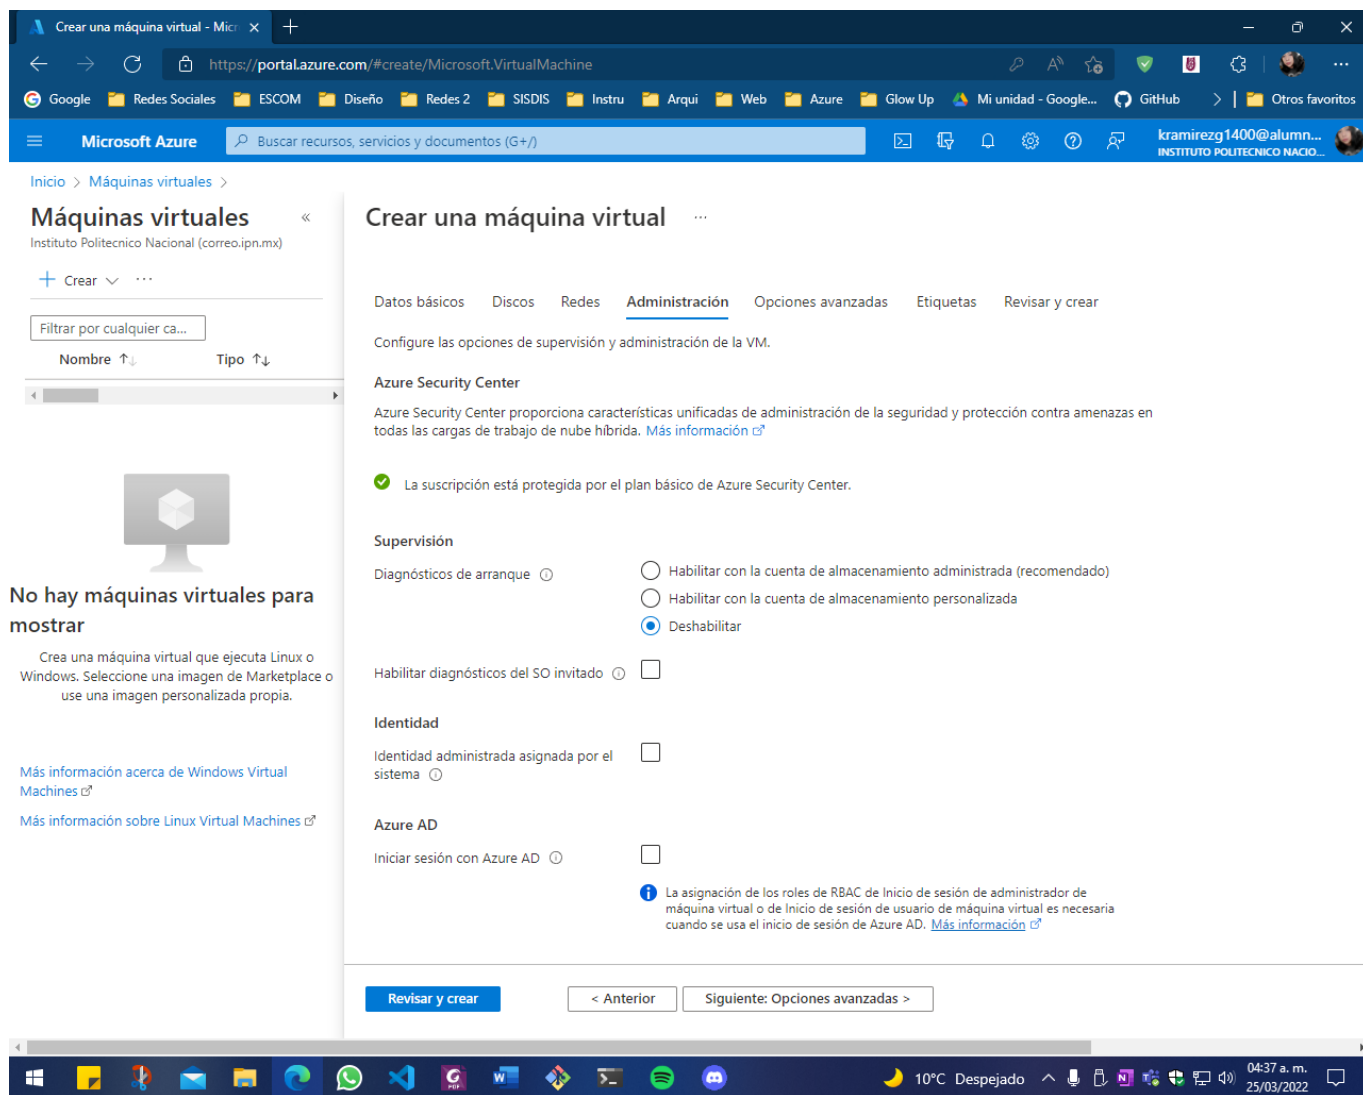 Crear una máquina virtual - Micr
https://portal.azure.com/#create/Microsoft.VirtualMachine
Google
Redes Sociales
ESCOM
Diseño
Redes 2
SISDIS
Instru
Arqui
Web
Azure
Glow Up
Mi unidad - Google...
GitHub
Otros favoritos
Microsoft Azure
Buscar recursos, servicios y documentos (G+/)
kramirezg1400@alumn...
INSTITUTO POLITECNICO NACIO...
Inicio > Máquinas virtuales >
Máquinas virtuales
Instituto Politecnico Nacional (correo.ipn.mx)
Crear
Filtrar por cualquier ca...
Nombre
Tipo
No hay máquinas virtuales para
mostrar
Crea una máquina virtual que ejecuta Linux o
Windows. Seleccione una imagen de Marketplace o
use una imagen personalizada propia.
Más información acerca de Windows Virtual
Machines
Más información sobre Linux Virtual Machines
Crear una máquina virtual ...
Datos básicos
Discos
Redes
Administración
Opciones avanzadas
Etiquetas
Revisar y crear
Configure las opciones de supervisión y administración de la VM.
Azure Security Center
Azure Security Center proporciona características unificadas de administración de la seguridad y protección contra amenazas en
todas las cargas de trabajo de nube híbrida. Más información
La suscripción está protegida por el plan básico de Azure Security Center.
Supervisión
Diagnósticos de arranque
Habilitar con la cuenta de almacenamiento administrada (recomendado)
Habilitar con la cuenta de almacenamiento personalizada
Deshabilitar
Habilitar diagnósticos del SO invitado
Identidad
Identidad administrada asignada por el
sistema
Azure AD
Iniciar sesión con Azure AD
La asignación de los roles de RBAC de Inicio de sesión de administrador de
máquina virtual o de Inicio de sesión de usuario de máquina virtual es necesaria
cuando se usa el inicio de sesión de Azure AD. Más información
Revisar y crear
< Anterior
Siguiente: Opciones avanzadas >
10°C Despejado
04:37 a. m.
25/03/2022